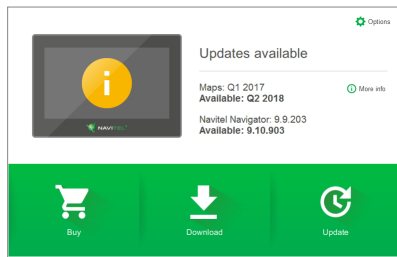 Options
Updates available
Maps: Q1 2017
Available: Q2 2018
More info
Navitel Navigator: 9.9.203
Available: 9.10.903
NAVITEL
Buy
Download
Update